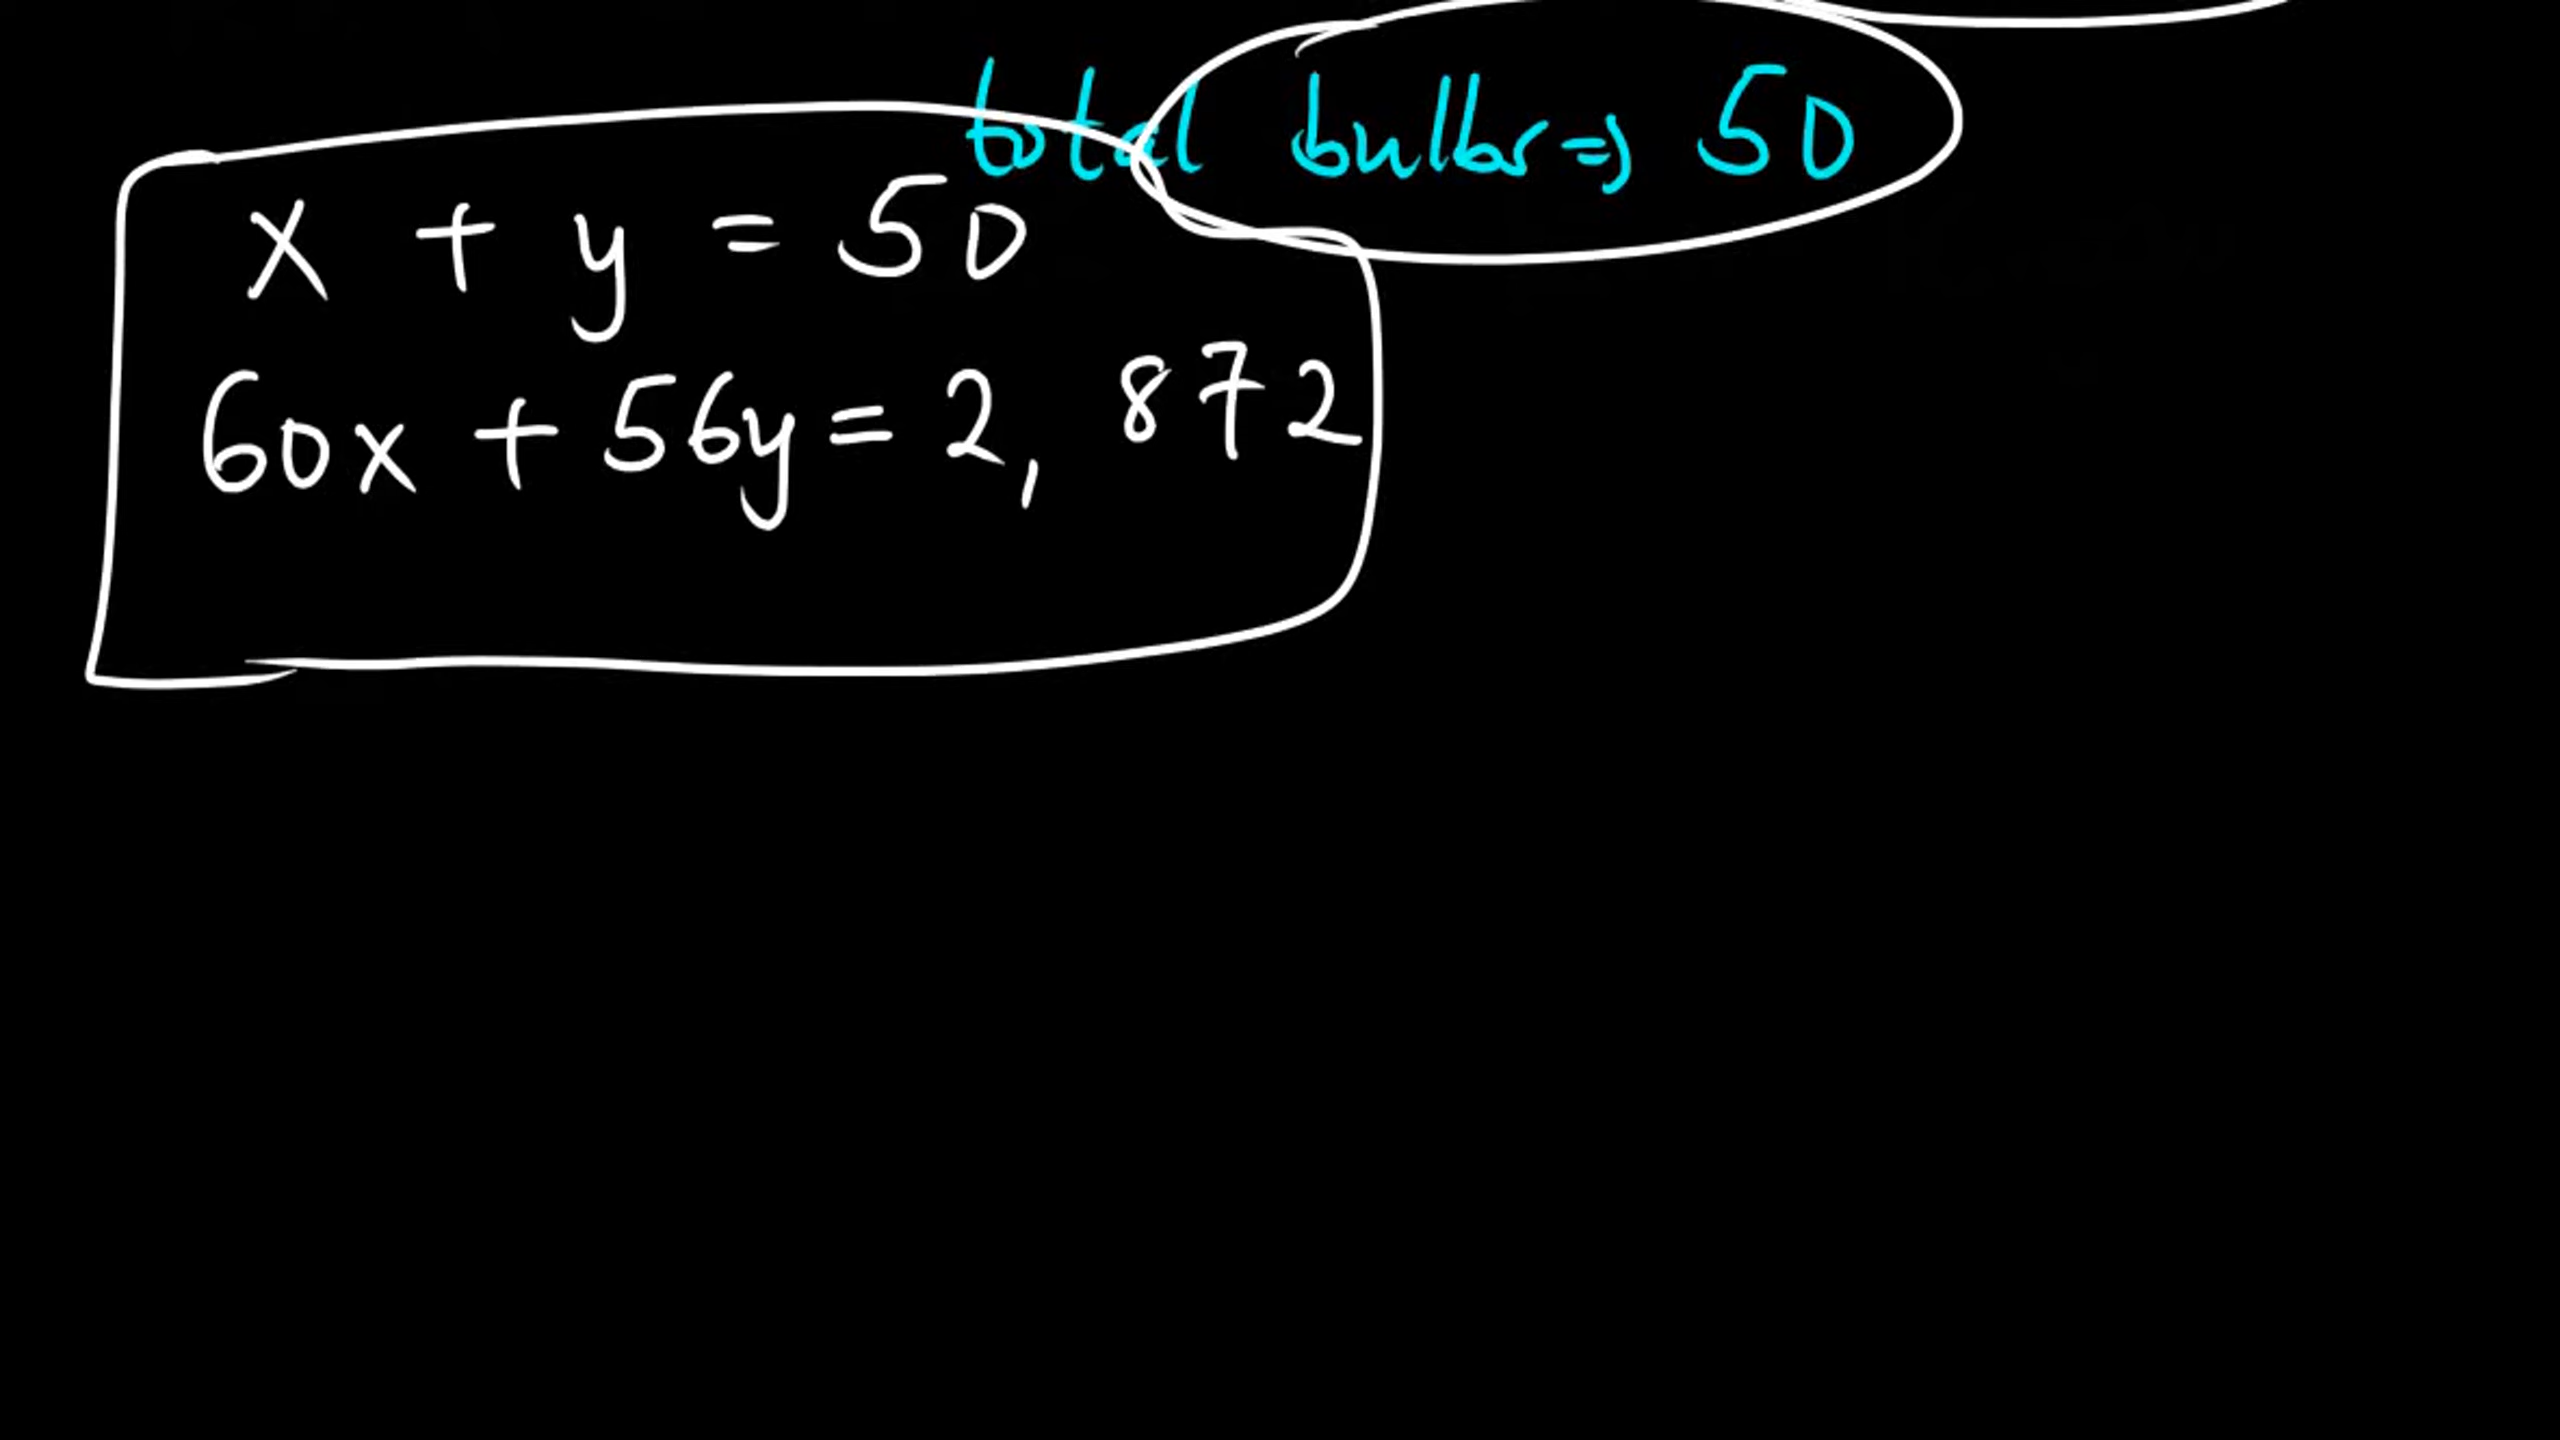 total bulbs => 50
x + y = 50
60x + 56y = 2, 872